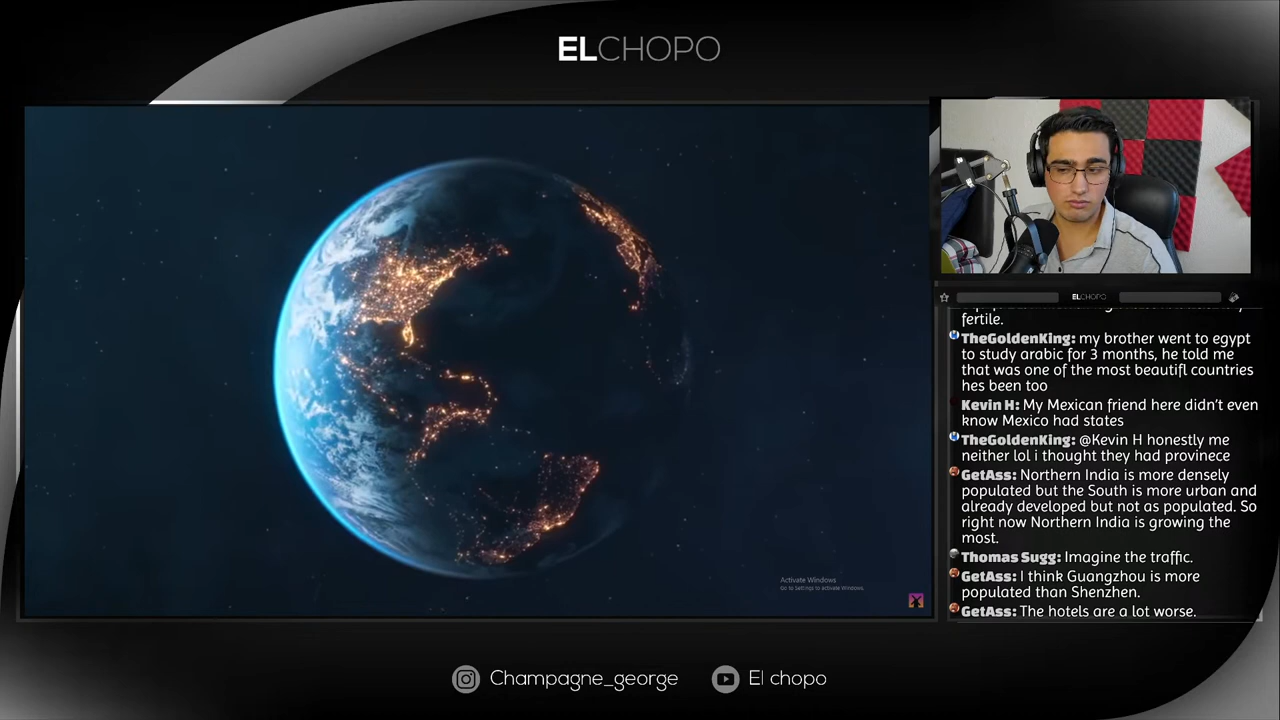 ELCHOPO
ELCHOPO
fertile.
TheGoldenKing: my brother went to egypt
to study arabic for 3 months, he told me
that was one of the most beautifl countries
hes been too
Kevin H: My Mexican friend here didn't even
know Mexico had states
TheGoldenKing: @Kevin H honestly me
neither lol i thought they had provinece
GetAss: Northern India is more densely
populated but the South is more urban and
already developed but not as populated. So
right now Northern India is growing the
most.
Thomas Sugg: Imagine the traffic.
GetAss: I think Guangzhou is more
populated than Shenzhen.
GetAss: The hotels are a lot worse.
Activate Windows
Go to Settings to activate Windows.
Champagne_george
El chopo